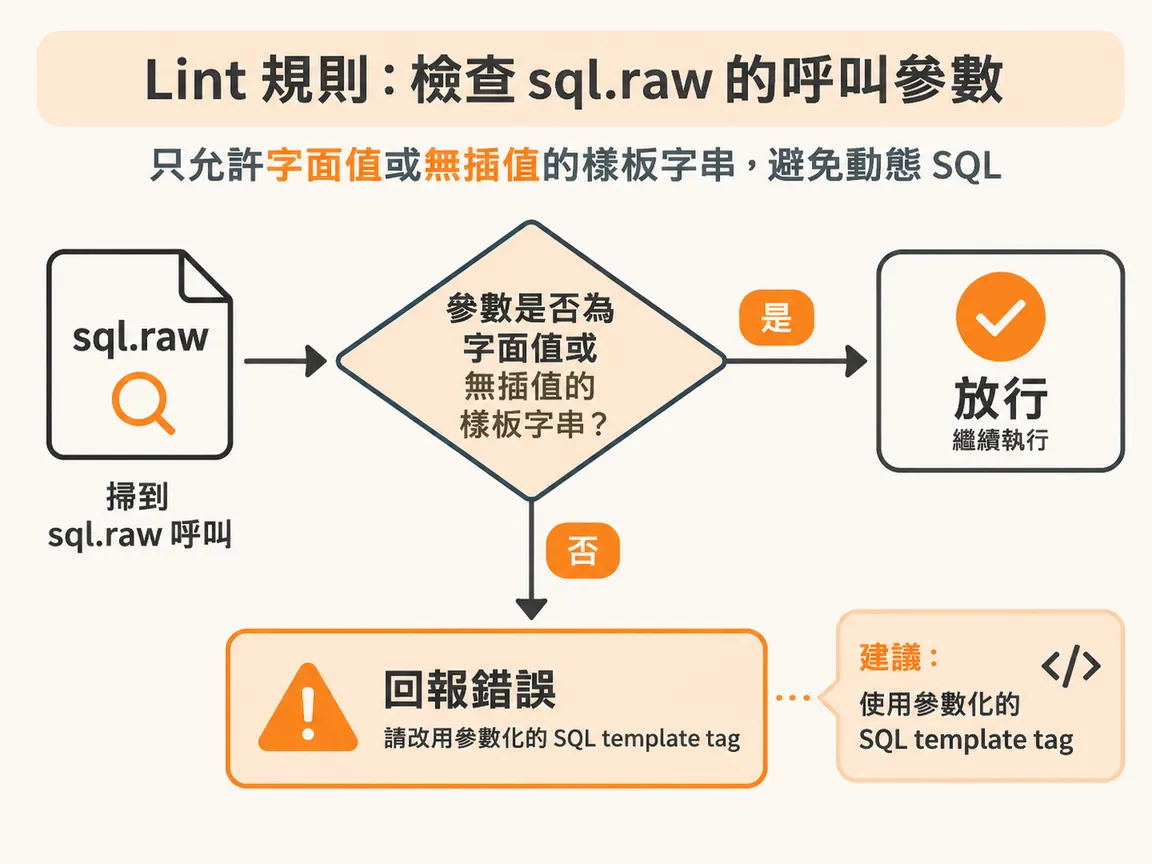 Lint 規則：檢查 sql.raw 的呼叫參數
只允許字面值或無插值的樣板字串，避免動態 SQL
sql.raw
掃到
sql.raw 呼叫
參數是否為
字面值或
無插值的
樣板字串？
是
放行
繼續執行
否
回報錯誤
請改用參數化的 SQL template tag
建議：
</>
使用參數化的
SQL template tag